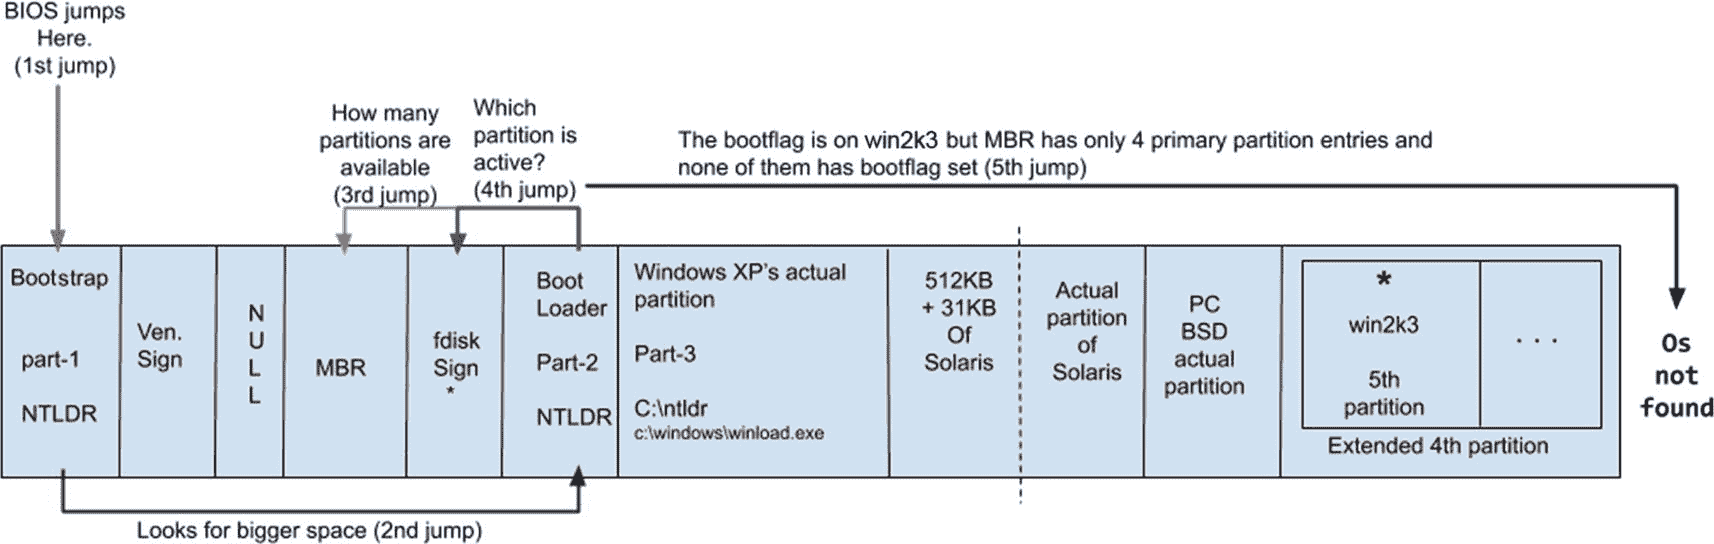 BIOS jumps
Here.
(1st jump)
How many
partitions are
available
(3rd jump)
Which
partition is
active?
(4th jump)
The bootflag is on win2k3 but MBR has only 4 primary partition entries and
none of them has bootflag set (5th jump)
Bootstrap
part-1
NTLDR
Ven.
Sign
N
U
L
L
MBR
fdisk
Sign
*
Boot
Loader
Part-2
NTLDR
Windows XP's actual
partition
Part-3
C:\ntldr
c:\windows\winload.exe
512KB
+ 31KB
Of
Solaris
Actual
partition
of
Solaris
PC
BSD
actual
partition
*
win2k3
5th
partition
. . .
Extended 4th partition
Os
not
found
Looks for bigger space (2nd jump)